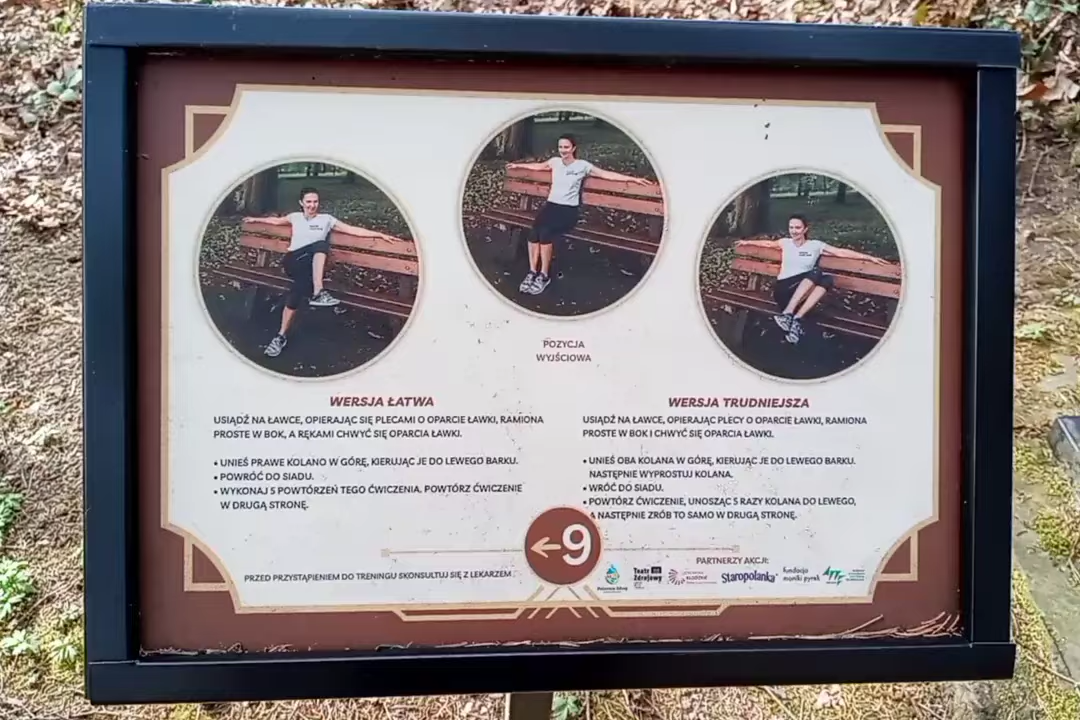 POZYCJA
WYJŚCIOWA
WERSJA ŁATWA
USIĄDŹ NA ŁAWCE, OPIERAJĄC SIĘ PLECAMI O OPARCIE ŁAWKI, RAMIONA
PROSTE W BOK, A RĘKAMI CHWYĆ SIĘ OPARCIA ŁAWKI.
• UNIEŚ PRAWE KOLANO W GÓRĘ, KIERUJĄC JE DO LEWEGO BARKU.
• POWRÓĆ DO SIADU.
• WYKONAJ 5 POWTÓRZEŃ TEGO ĆWICZENIA. POWTÓRZ ĆWICZENIE
W DRUGĄ STRONĘ.
WERSJA TRUDNIEJSZA
USIĄDŹ NA ŁAWCE, OPIERAJĄC PLECY O OPARCIE ŁAWKI, RAMIONA
PROSTE W BOK I CHWYĆ SIĘ OPARCIA ŁAWKI.
• UNIEŚ OBA KOLANA W GÓRĘ, KIERUJĄC JE DO LEWEGO BARKU.
NASTĘPNIE WYPROSTUJ KOLANA.
• WRÓĆ DO SIADU.
• POWTÓRZ ĆWICZENIE, UNOSZĄC 5 RAZY KOLANA DO LEWEGO,
A NASTĘPNIE ZRÓB TO SAMO W DRUGĄ STRONĘ.
←9
PRZED PRZYSTĄPIENIEM DO TRENINGU SKONSULTUJ SIĘ Z LEKARZEM
PARTNERZY AKCJI:
Teatr
Zdrojowy
Staropolanka
fundacja
moniki pyrek